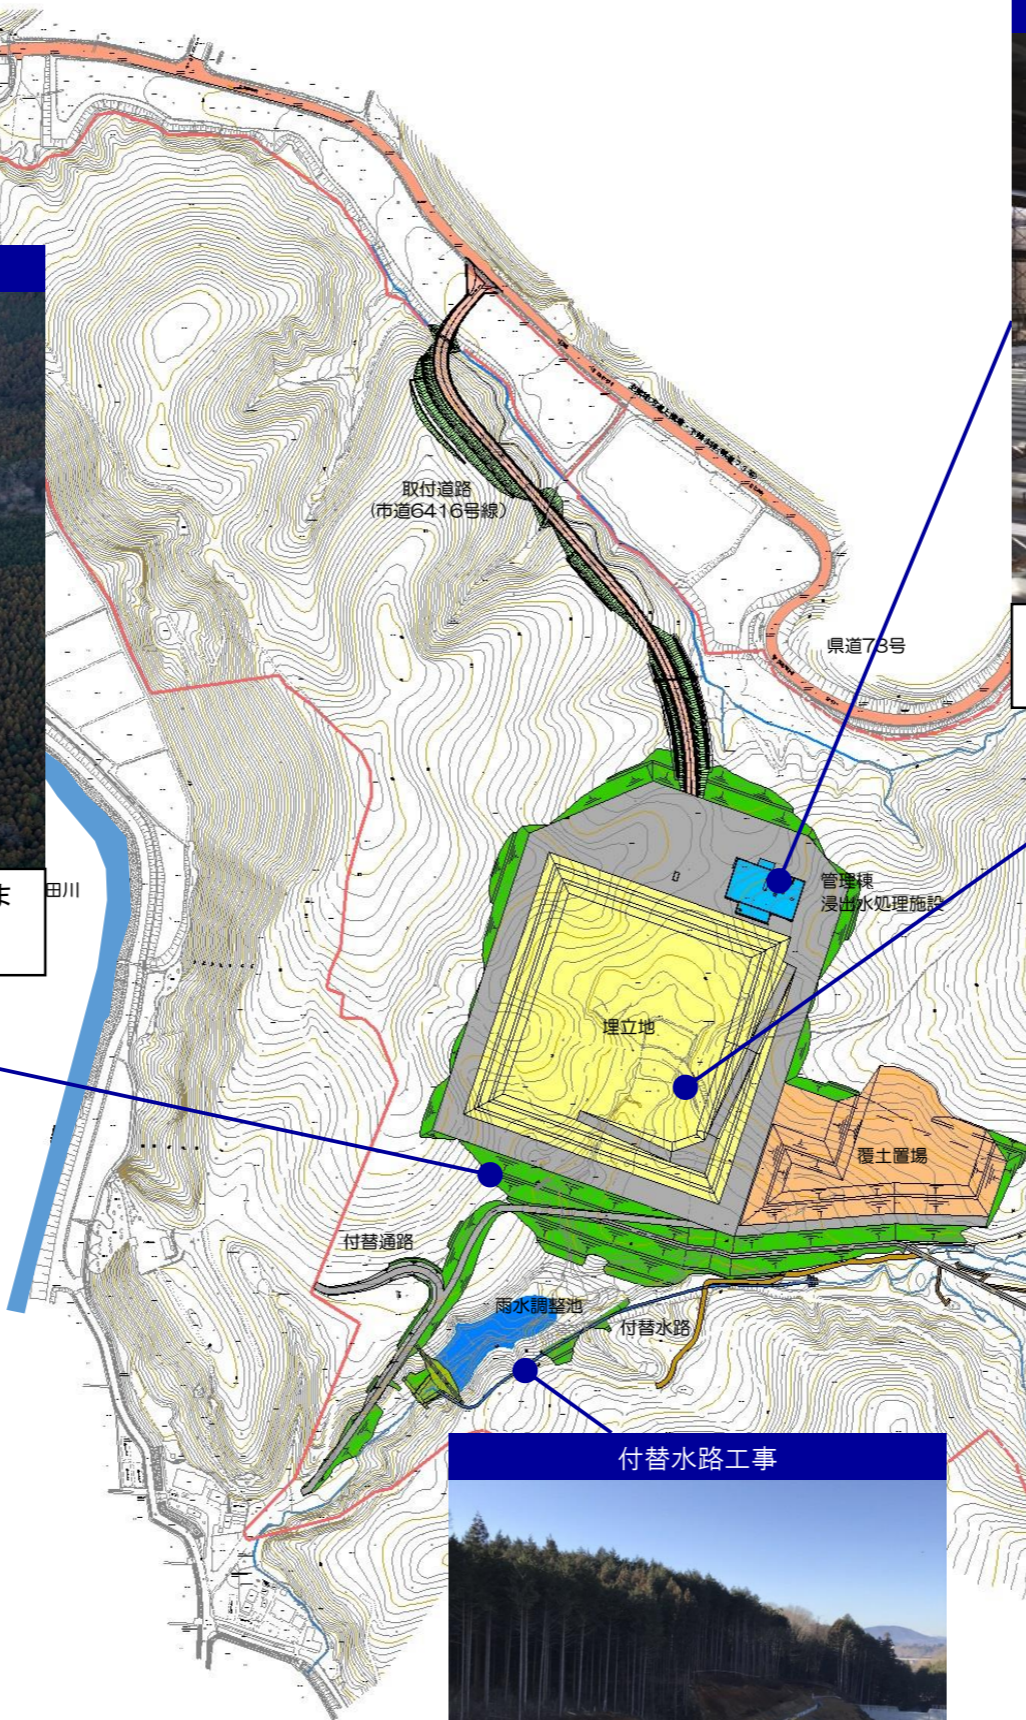 取付道路
(市道6416号線)
県道73号
ま
田川
管理棟
浸出水処理施設
埋立地
覆土置場
付替通路
雨水調整池
付替水路
付替水路工事